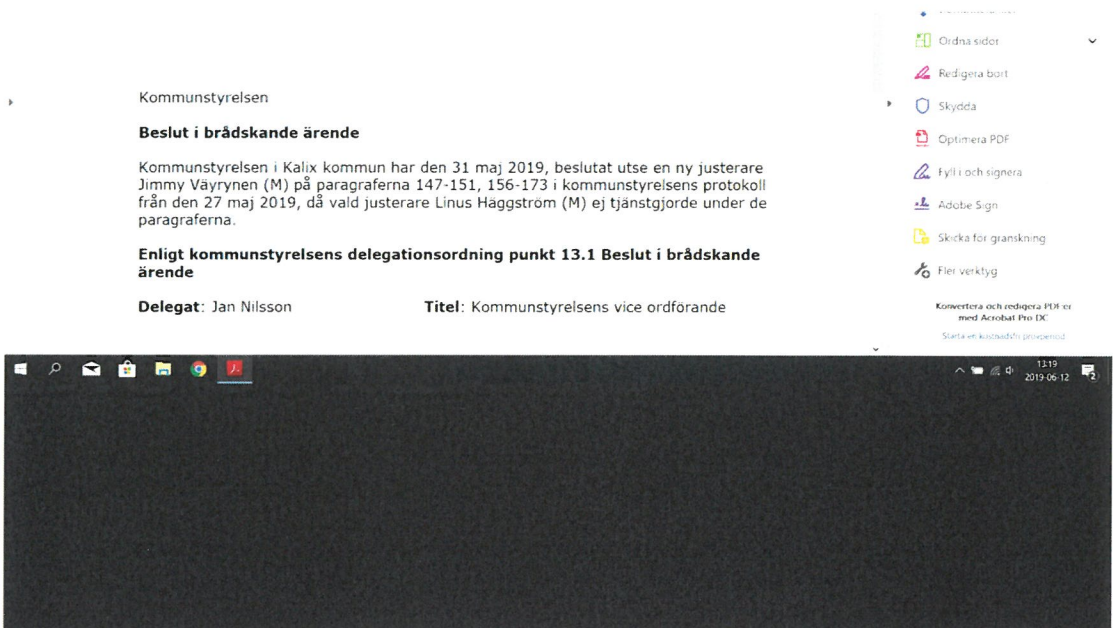 Ordna sidor
Redigera bort
Kommunstyrelsen
Skydda
Beslut i brådskande ärende
Optimera PDF
Kommunstyrelsen i Kalix kommun har den 31 maj 2019, beslutat utse en ny justerare
Jimmy Väyrynen (M) på paragraferna 147-151, 156-173 i kommunstyrelsens protokoll
från den 27 maj 2019, då vald justerare Linus Häggström (M) ej tjänstgjorde under de
paragraferna.
Fyll i och signera
Adobe Sign
Skicka för granskning
Enligt kommunstyrelsens delegationsordning punkt 13.1 Beslut i brådskande
ärende
Fler verktyg
Delegat: Jan Nilsson Titel: Kommunstyrelsens vice ordförande
Konvertera och redigera PDF:er
med Acrobat Pro DC
Starta en kostnadsfri provperiod
13:19
2019-06-12
2